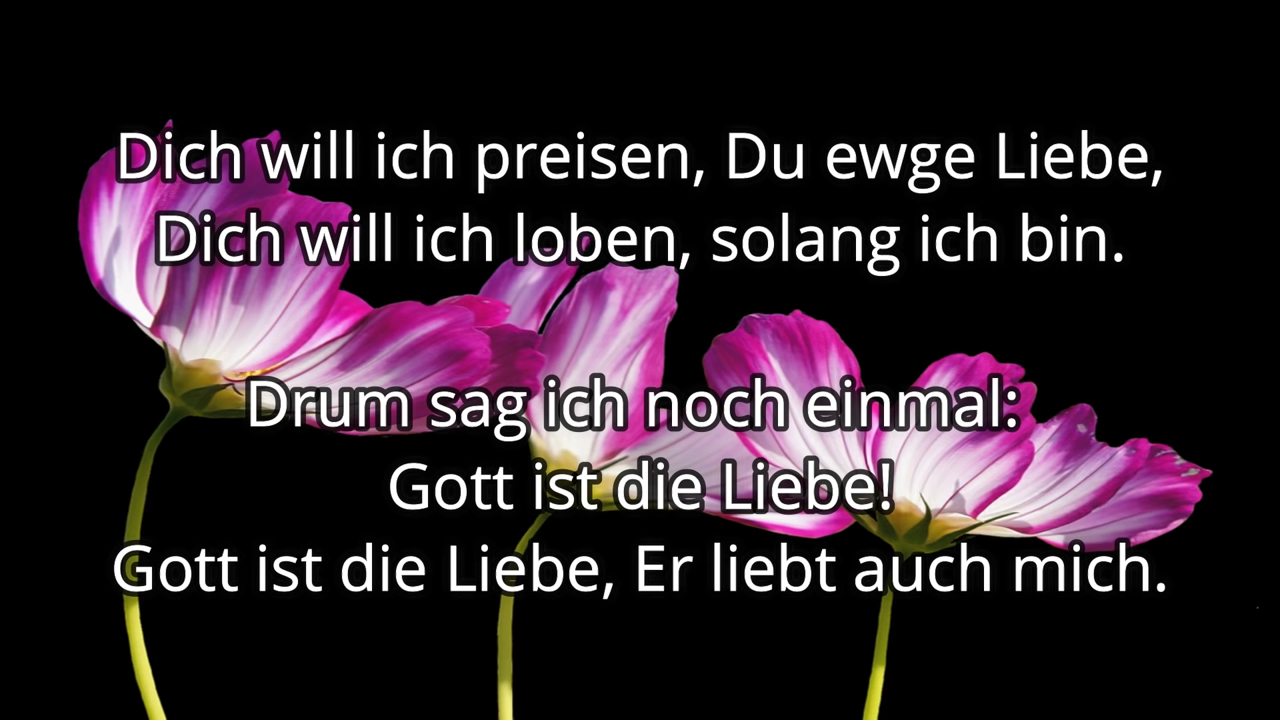 Dich will ich preisen, Du ewge Liebe,
Dich will ich loben, solang ich bin.
Drum sag ich noch einmal:
Gott ist die Liebe!
Gott ist die Liebe, Er liebt auch mich.